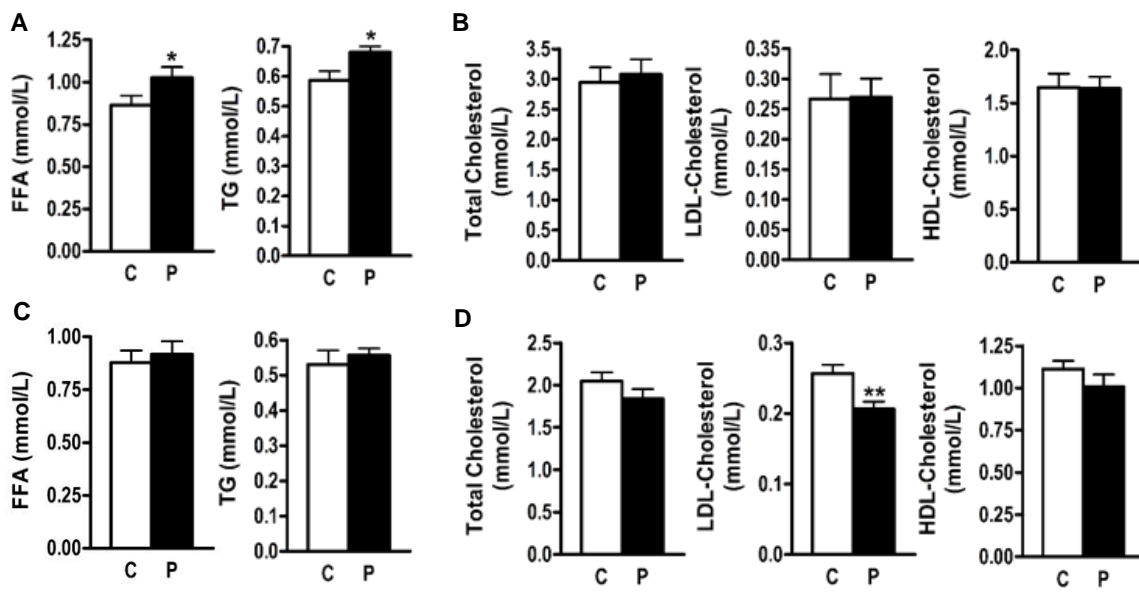 A
FFA (mmol/L)
1.25
1.00
0.75
0.50
0.25
0.00
*
C P
TG (mmol/L)
0.7
0.6
0.5
0.4
0.3
0.2
0.1
0.0
*
C P
B
Total Cholesterol
(mmol/L)
3.5
3.0
2.5
2.0
1.5
1.0
0.5
0.0
C P
LDL-Cholesterol
(mmol/L)
0.35
0.30
0.25
0.20
0.15
0.10
0.05
0.00
C P
HDL-Cholesterol
(mmol/L)
2.0
1.5
1.0
0.5
0.0
C P
C
FFA (mmol/L)
1.00
0.75
0.50
0.25
0.00
C P
TG (mmol/L)
0.6
0.5
0.4
0.3
0.2
0.1
0.0
C P
D
Total Cholesterol
(mmol/L)
2.5
2.0
1.5
1.0
0.5
0.0
C P
LDL-Cholesterol
(mmol/L)
0.3
0.2
0.1
0.0
**
C P
HDL-Cholesterol
(mmol/L)
1.25
1.00
0.75
0.50
0.25
0.00
C P